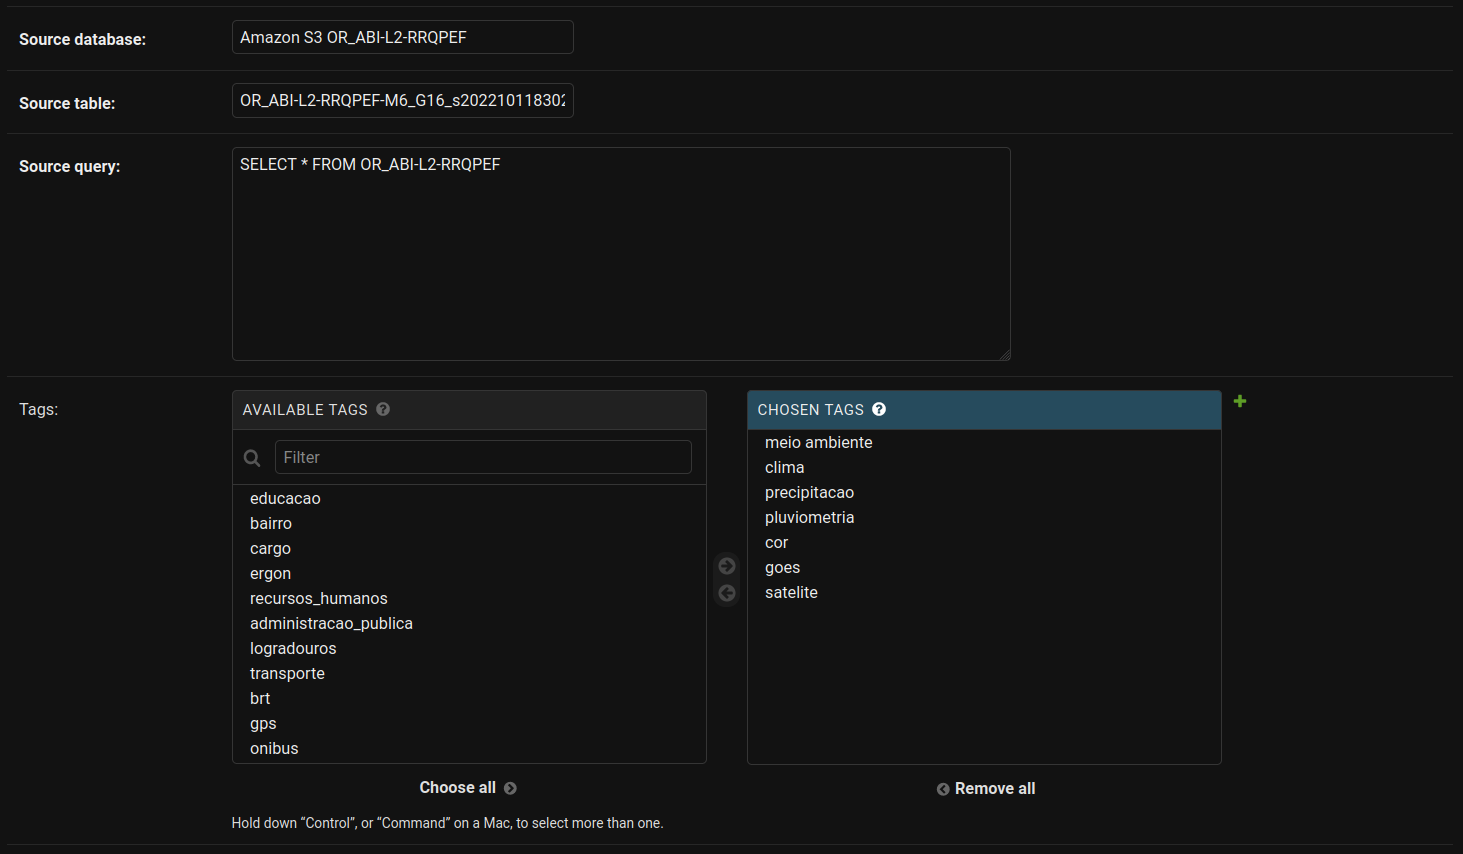 Source database:
Amazon S3 OR_ABI-L2-RRQPEF
Source table:
OR_ABI-L2-RRQPEF-M6_G16_s202210118302
Source query:
SELECT * FROM OR_ABI-L2-RRQPEF
Tags:
AVAILABLE TAGS ?
Filter
educacao
bairro
cargo
ergon
recursos_humanos
administracao_publica
logradouros
transporte
brt
gps
onibus
Choose all
CHOSEN TAGS ?
meio ambiente
clima
precipitacao
pluviometria
cor
goes
satelite
Remove all
Hold down “Control”, or “Command” on a Mac, to select more than one.